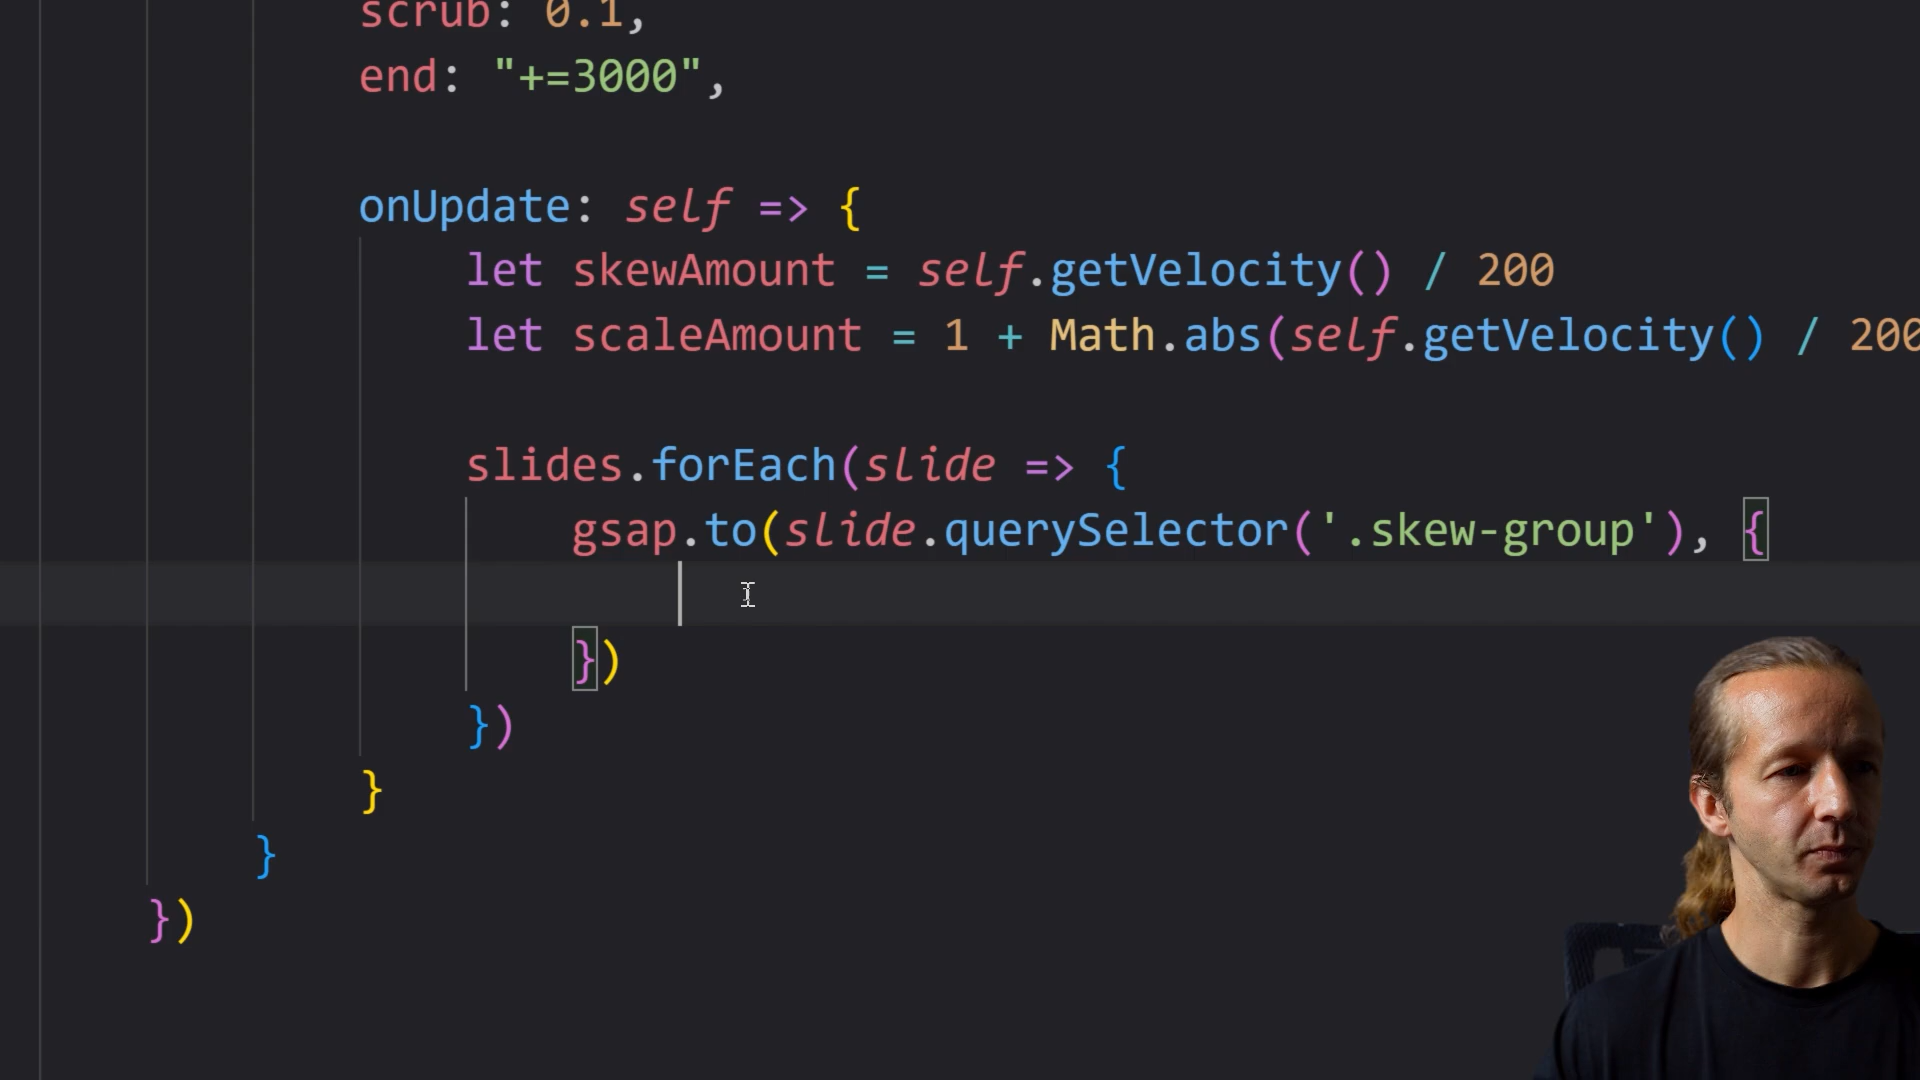 scrub: 0.1,
end: "+=3000",
onUpdate: self => {
let skewAmount = self.getVelocity() / 200
let scaleAmount = 1 + Math.abs(self.getVelocity() / 200
slides.forEach(slide => {
gsap.to(slide.querySelector('.skew-group'), {
})
})
}
}
})